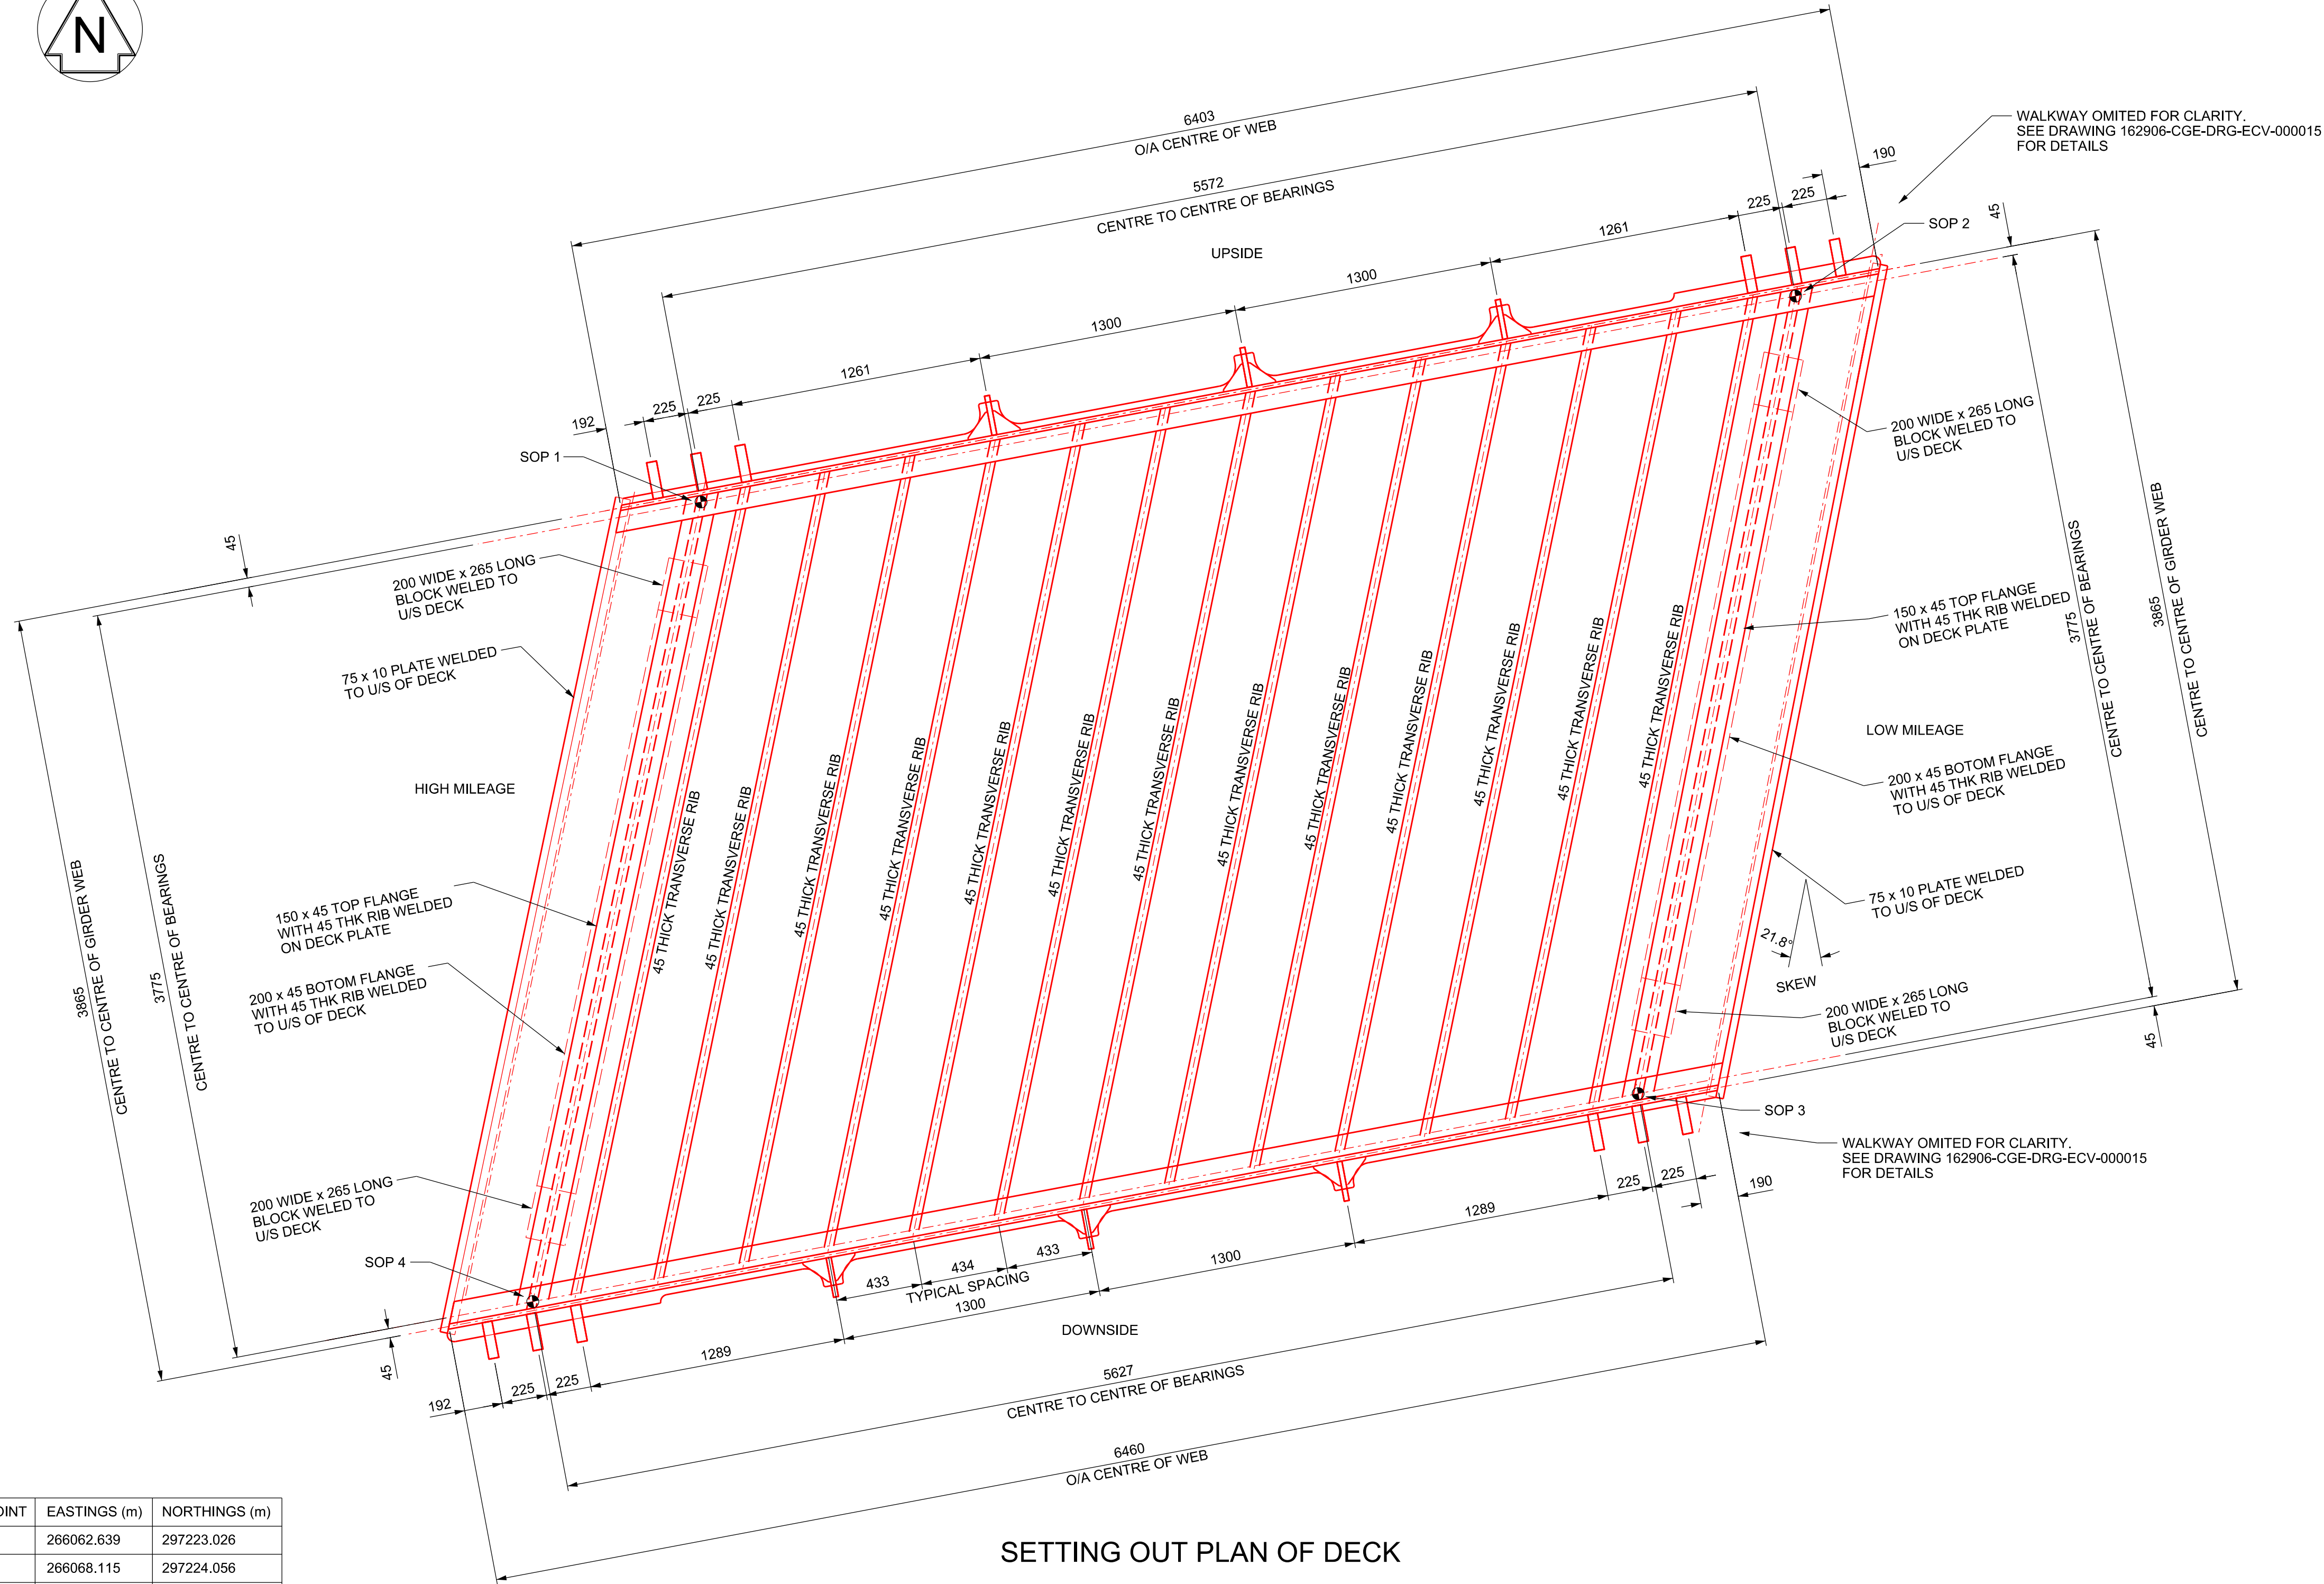 N
6403
O/A CENTRE OF WEB
WALKWAY OMITED FOR CLARITY.
SEE DRAWING 162906-CGE-DRG-ECV-000015
FOR DETAILS
190
5572
CENTRE TO CENTRE OF BEARINGS
225
225
SOP 2
45
UPSIDE
1261
1300
1300
1261
225
225
192
SOP 1
45
200 WIDE x 265 LONG
BLOCK WELED TO
U/S DECK
200 WIDE x 265 LONG
BLOCK WELED TO
U/S DECK
75 x 10 PLATE WELDED
TO U/S OF DECK
150 x 45 TOP FLANGE
WITH 45 THK RIB WELDED
ON DECK PLATE
3775
CENTRE TO CENTRE OF BEARINGS
3865
CENTRE TO CENTRE OF GIRDER WEB
HIGH MILEAGE
LOW MILEAGE
45 THICK TRANSVERSE RIB
45 THICK TRANSVERSE RIB
45 THICK TRANSVERSE RIB
45 THICK TRANSVERSE RIB
45 THICK TRANSVERSE RIB
45 THICK TRANSVERSE RIB
45 THICK TRANSVERSE RIB
45 THICK TRANSVERSE RIB
45 THICK TRANSVERSE RIB
45 THICK TRANSVERSE RIB
45 THICK TRANSVERSE RIB
45 THICK TRANSVERSE RIB
45 THICK TRANSVERSE RIB
200 x 45 BOTOM FLANGE
WITH 45 THK RIB WELDED
TO U/S OF DECK
3865
CENTRE TO CENTRE OF GIRDER WEB
3775
CENTRE TO CENTRE OF BEARINGS
150 x 45 TOP FLANGE
WITH 45 THK RIB WELDED
ON DECK PLATE
75 x 10 PLATE WELDED
TO U/S OF DECK
21.8°
SKEW
200 x 45 BOTOM FLANGE
WITH 45 THK RIB WELDED
TO U/S OF DECK
200 WIDE x 265 LONG
BLOCK WELED TO
U/S DECK
45
SOP 3
WALKWAY OMITED FOR CLARITY.
SEE DRAWING 162906-CGE-DRG-ECV-000015
FOR DETAILS
200 WIDE x 265 LONG
BLOCK WELED TO
U/S DECK
SOP 4
225
225
190
1289
433
434
433
TYPICAL SPACING
1300
1300
DOWNSIDE
45
1289
192
225
225
5627
CENTRE TO CENTRE OF BEARINGS
6460
O/A CENTRE OF WEB
EASTINGS (m) NORTHINGS (m)
266062.639 297223.026
266068.115 297224.056
SETTING OUT PLAN OF DECK